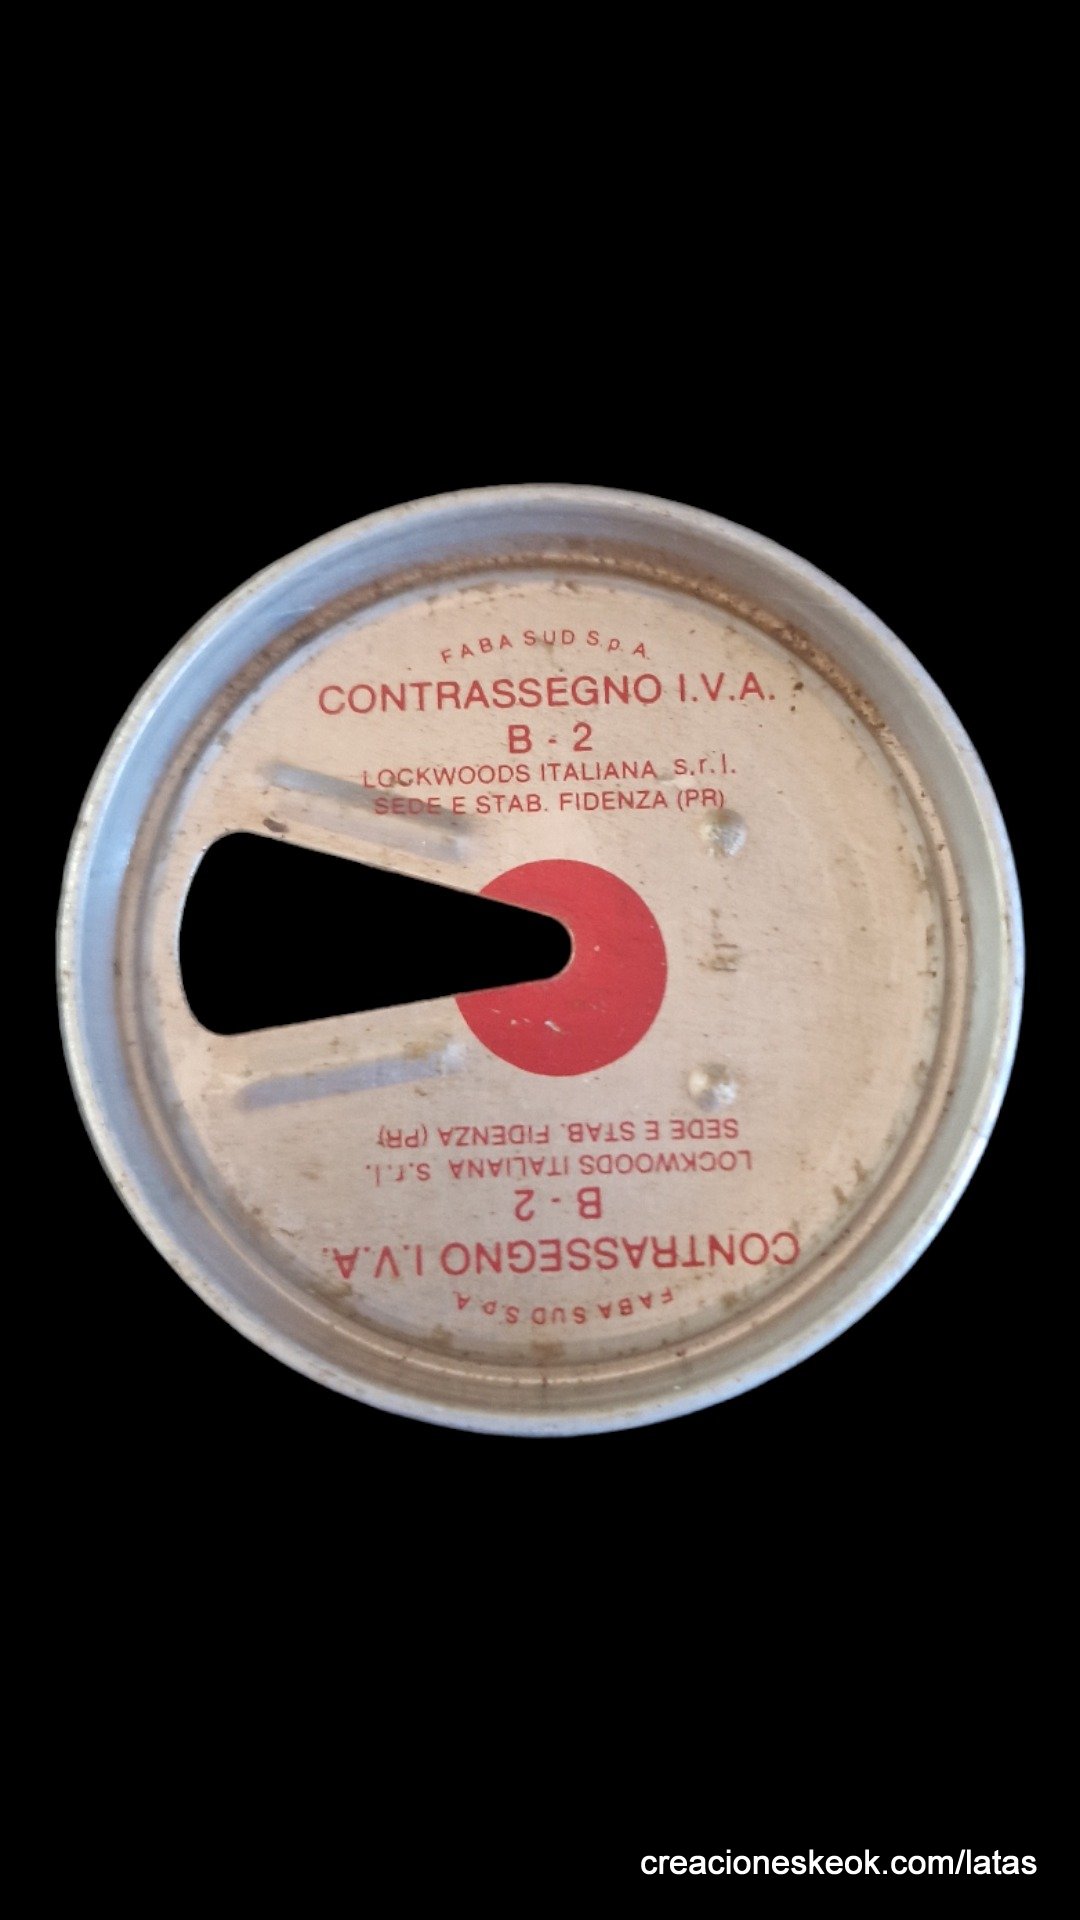 FABA SUD S.p.A.
CONTRASSEGNO I.V.A.
B - 2
LOCKWOODS ITALIANA s.r.l.
SEDE E STAB. FIDENZA (PR)
SEDE E STAB. FIDENZA (PR)
LOCKWOODS ITALIANA s.r.l.
B - 2
CONTRASSEGNO I.V.A.
FABA SUD S.p.A.
creacioneskeok.com/latas